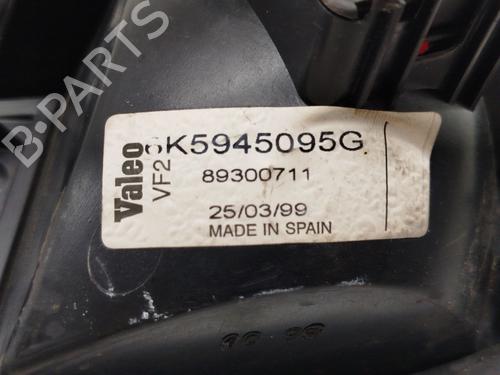 B-PARTS
Valeo
VF2
6K5945095G
89300711
25/03/99
MADE IN SPAIN